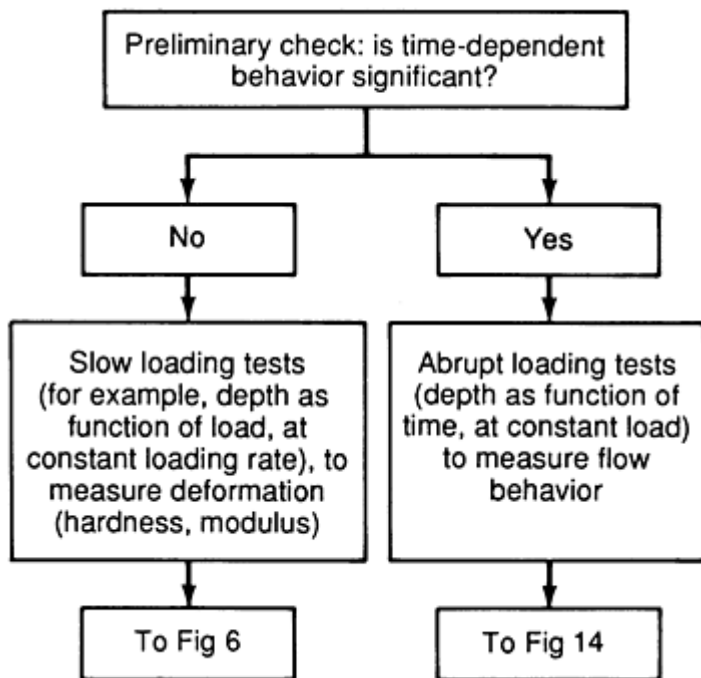 Preliminary check: is time-dependent
behavior significant?
No
Yes
Slow loading tests
(for example, depth as
function of load, at
constant loading rate), to
measure deformation
(hardness, modulus)
Abrupt loading tests
(depth as function of
time, at constant load)
to measure flow
behavior
To Fig 6
To Fig 14